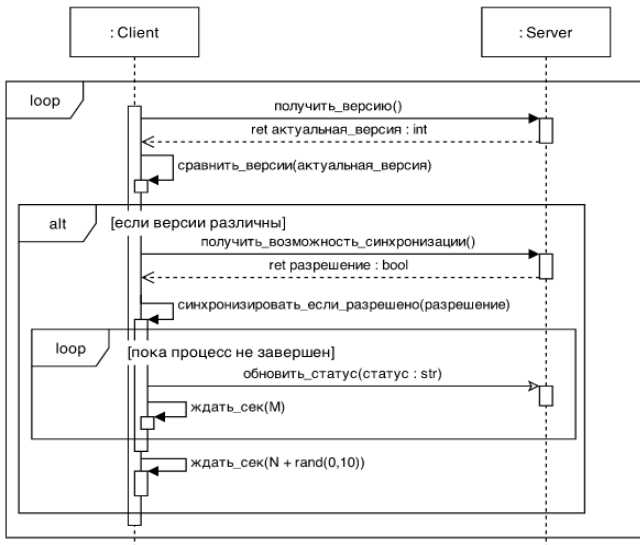 : Client
: Server
loop
получить_версию()
ret актуальная_версия : int
сравнить_версии(актуальная_версия)
alt
[если версии различны]
получить_возможность_синхронизации()
ret разрешение : bool
синхронизировать_если_разрешено(разрешение)
loop
[пока процесс не завершен]
обновить_статус(статус : str)
ждать_сек(M)
ждать_сек(N + rand(0,10))